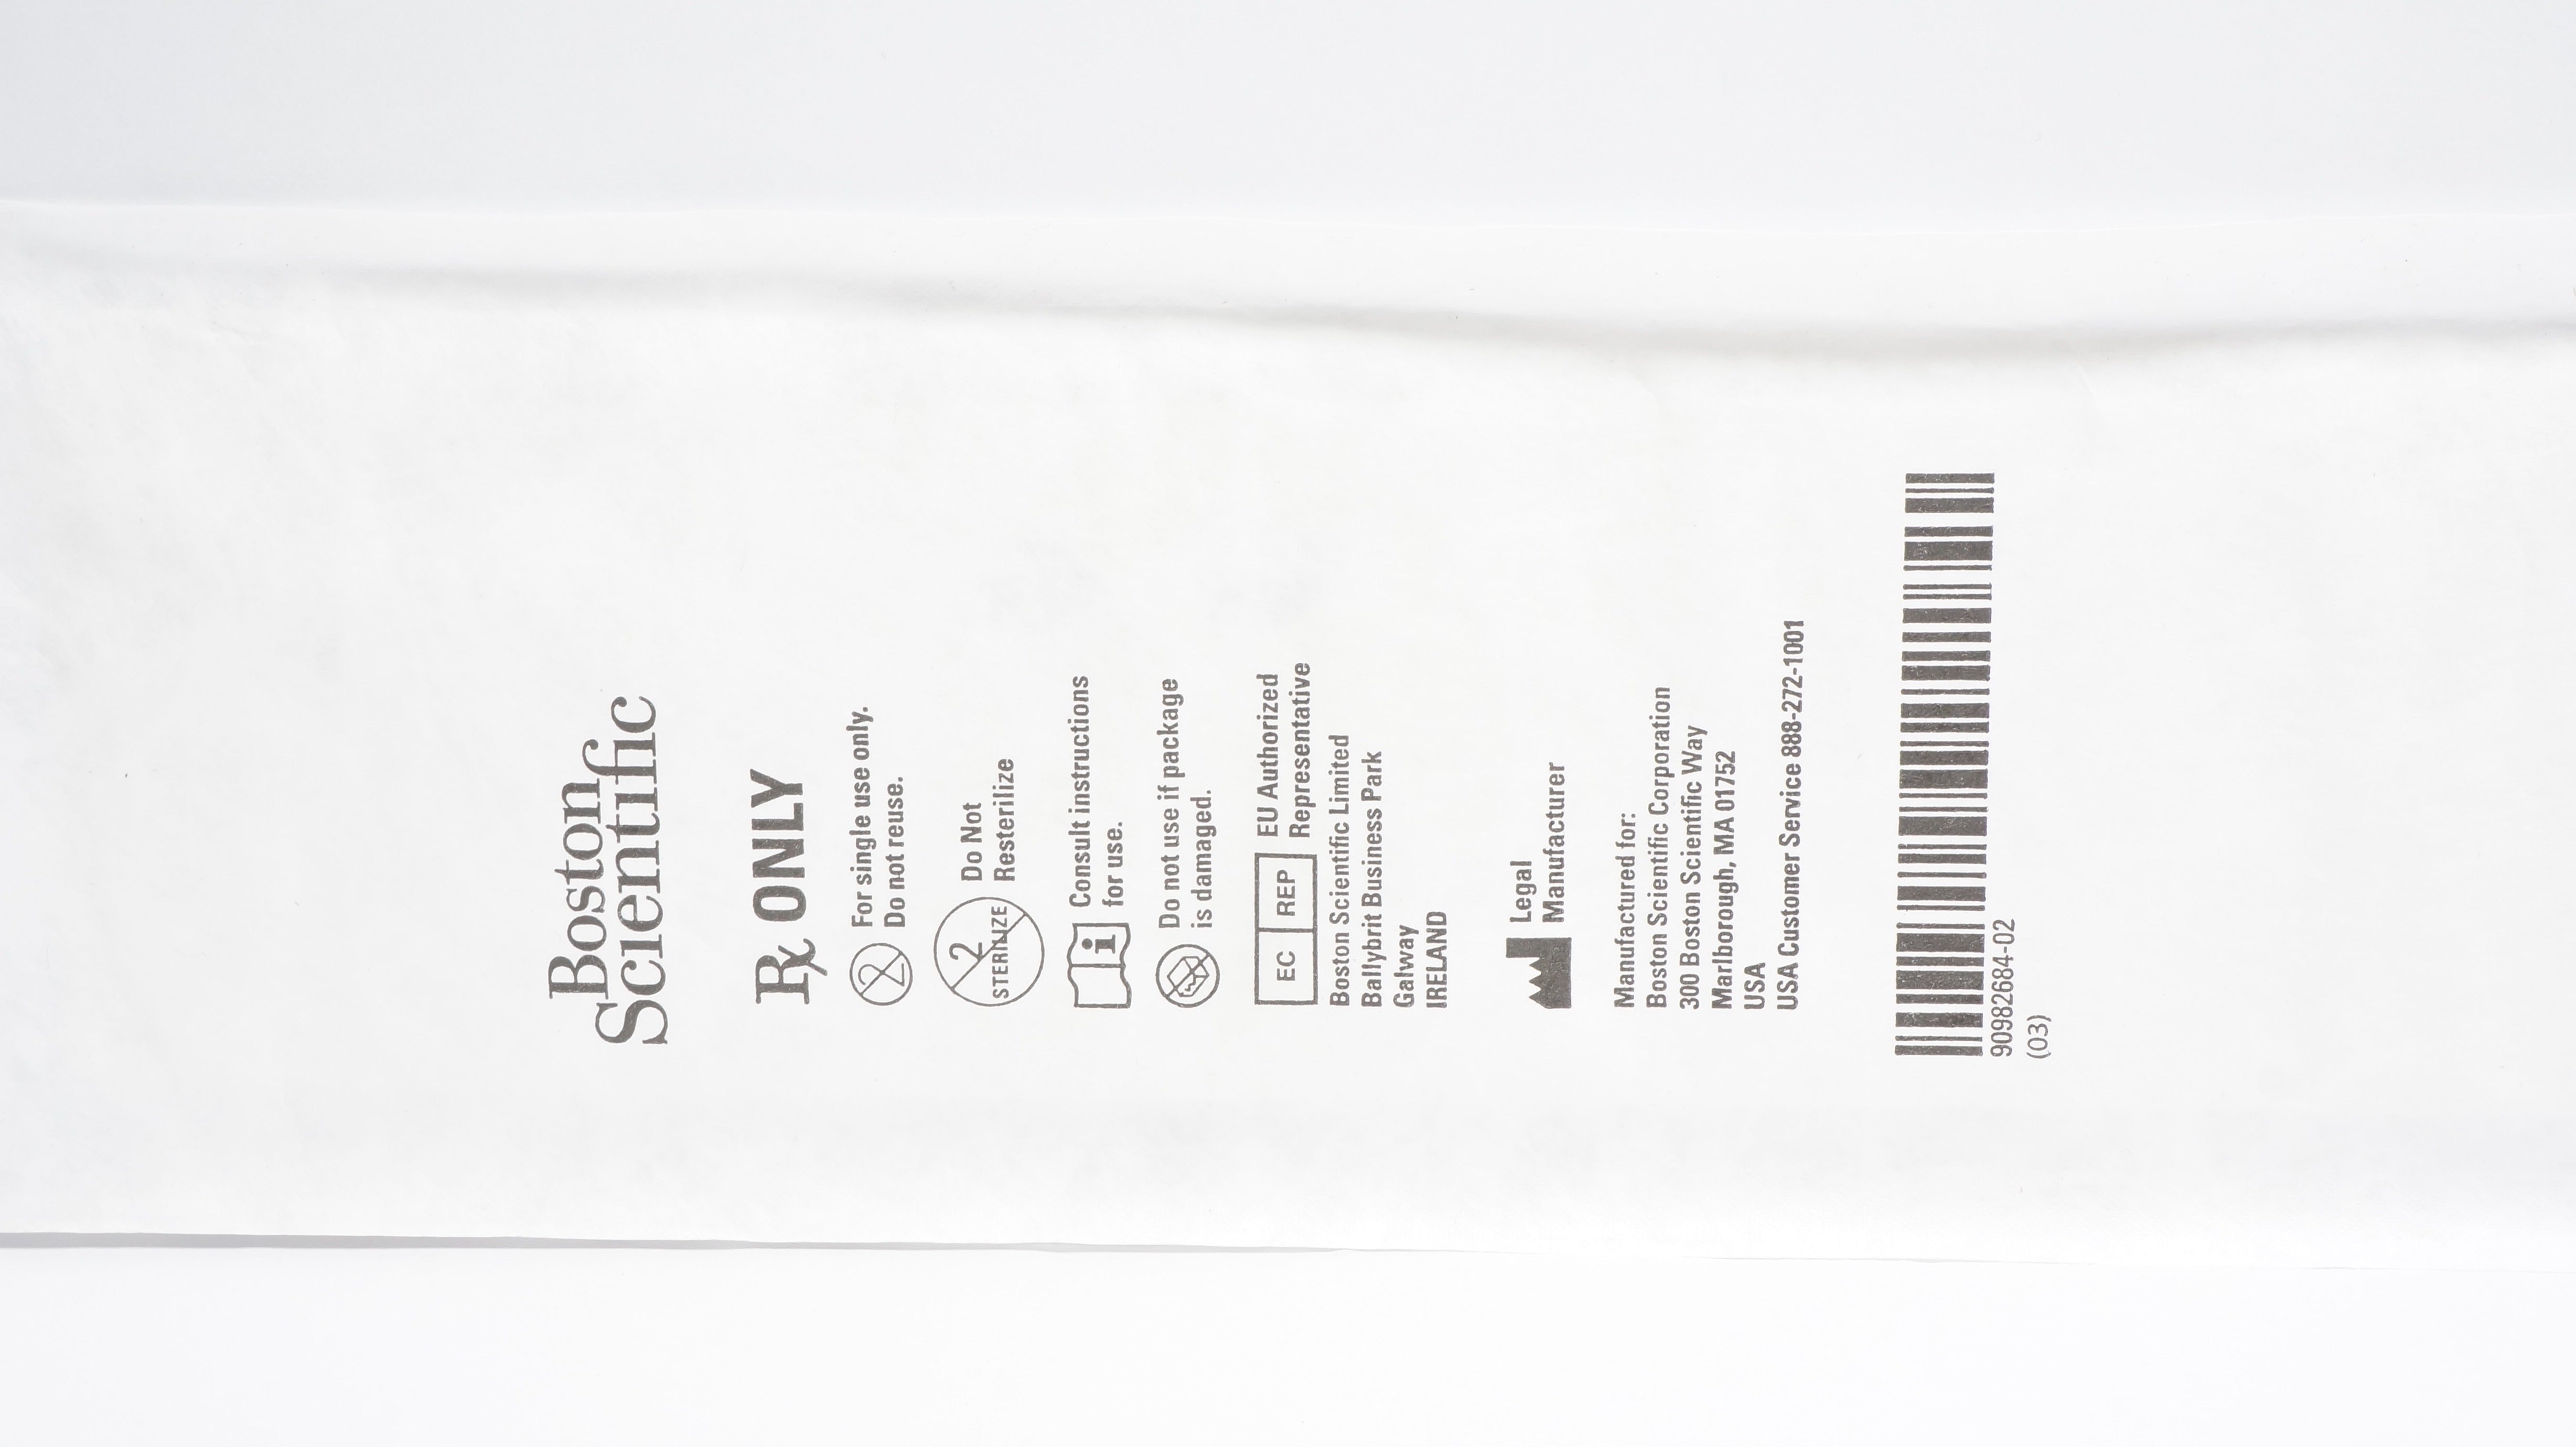 Boston
Scientific
Rx ONLY
2
For single use only.
Do not reuse.
2
STERILIZE
Do Not
Resterilize
i
Consult instructions
for use.
Do not use if package
is damaged.
EC REP
EU Authorized
Representative
Boston Scientific Limited
Ballybrit Business Park
Galway
IRELAND
Legal
Manufacturer
Manufactured for:
Boston Scientific Corporation
300 Boston Scientific Way
Marlborough, MA 01752
USA
USA Customer Service 888-272-1001
90982684-02
(03)